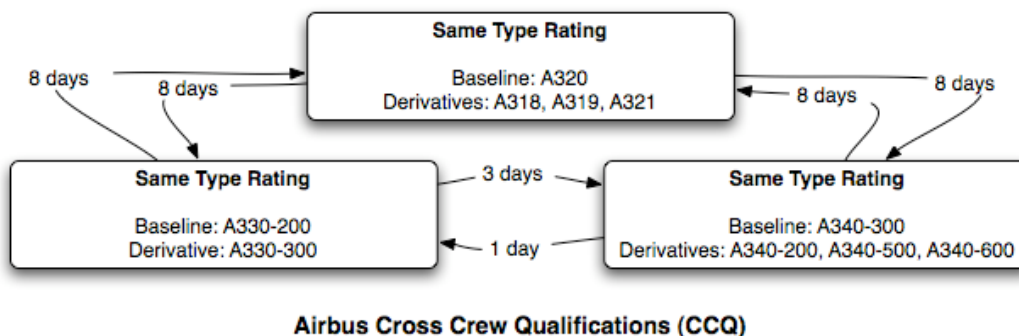 Same Type Rating
Baseline: A320
Derivatives: A318, A319, A321
8 days
8 days
8 days
8 days
Same Type Rating
Baseline: A330-200
Derivative: A330-300
3 days
1 day
Same Type Rating
Baseline: A340-300
Derivatives: A340-200, A340-500, A340-600
Airbus Cross Crew Qualifications (CCQ)